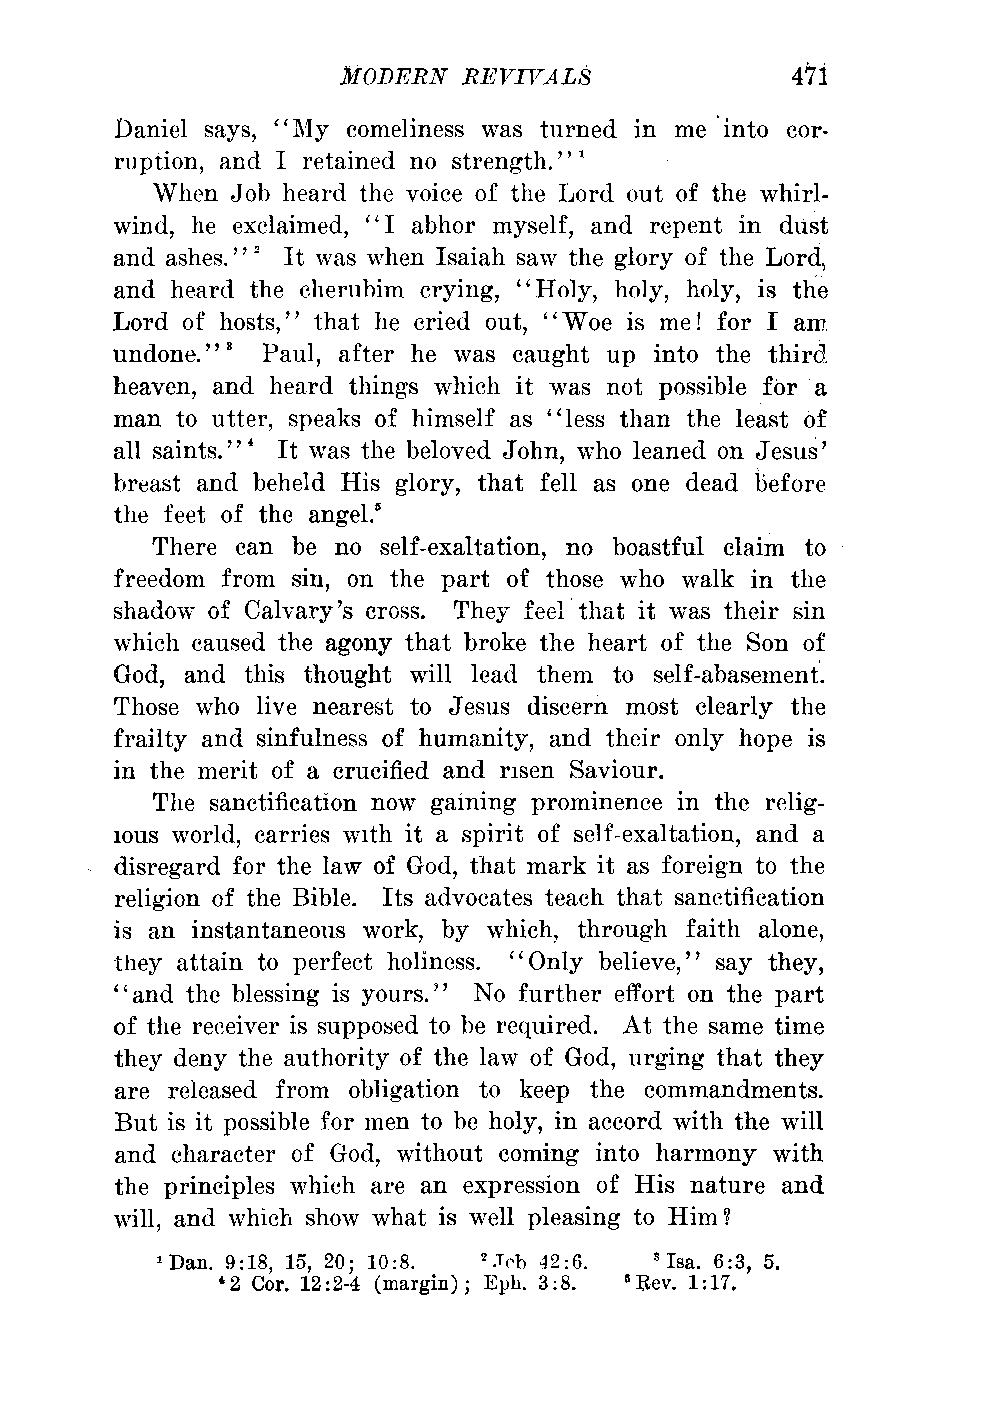 MODERN REVIVALS 471
Daniel says, “My comeliness was turned in me into cor-
ruption, and I retained no strength.”¹
When Job heard the voice of the Lord out of the whirl-
wind, he exclaimed, “I abhor myself, and repent in dust
and ashes.”² It was when Isaiah saw the glory of the Lord,
and heard the cherubim crying, “Holy, holy, holy, is the
Lord of hosts,” that he cried out, “Woe is me! for I am
undone.”³ Paul, after he was caught up into the third
heaven, and heard things which it was not possible for a
man to utter, speaks of himself as “less than the least of
all saints.”⁴ It was the beloved John, who leaned on Jesus’
breast and beheld His glory, that fell as one dead before
the feet of the angel.⁵
There can be no self-exaltation, no boastful claim to
freedom from sin, on the part of those who walk in the
shadow of Calvary’s cross. They feel that it was their sin
which caused the agony that broke the heart of the Son of
God, and this thought will lead them to self-abasement.
Those who live nearest to Jesus discern most clearly the
frailty and sinfulness of humanity, and their only hope is
in the merit of a crucified and risen Saviour.
The sanctification now gaining prominence in the relig-
ious world, carries with it a spirit of self-exaltation, and a
disregard for the law of God, that mark it as foreign to the
religion of the Bible. Its advocates teach that sanctification
is an instantaneous work, by which, through faith alone,
they attain to perfect holiness. “Only believe,” say they,
“and the blessing is yours.” No further effort on the part
of the receiver is supposed to be required. At the same time
they deny the authority of the law of God, urging that they
are released from obligation to keep the commandments.
But is it possible for men to be holy, in accord with the will
and character of God, without coming into harmony with
the principles which are an expression of His nature and
will, and which show what is well pleasing to Him?
¹ Dan. 9:18, 15, 20; 10:8. ² Job 42:6. ³ Isa. 6:3, 5.
⁴ 2 Cor. 12:2-4 (margin); Eph. 3:8. ⁵ Rev. 1:17.